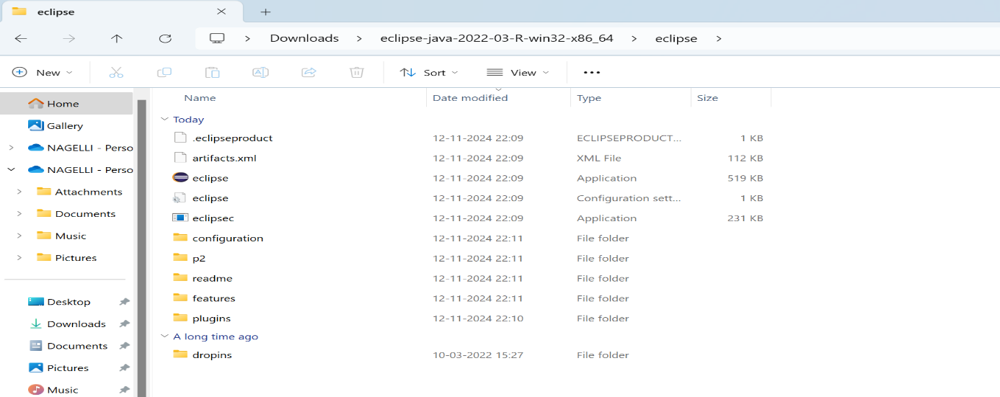 eclipse
Downloads eclipse-java-2022-03-R-win32-x86_64 eclipse
New Sort View
Name Date modified Type Size
Home
Gallery
NAGELLI - Perso
NAGELLI - Perso
Attachments
Documents
Music
Pictures
Desktop
Downloads
Documents
Pictures
Music
Today
.eclipseproduct 12-11-2024 22:09 ECLIPSEPRODUCT... 1 KB
artifacts.xml 12-11-2024 22:09 XML File 112 KB
eclipse 12-11-2024 22:09 Application 519 KB
eclipse 12-11-2024 22:09 Configuration sett... 1 KB
eclipsec 12-11-2024 22:09 Application 231 KB
configuration 12-11-2024 22:11 File folder
p2 12-11-2024 22:11 File folder
readme 12-11-2024 22:11 File folder
features 12-11-2024 22:11 File folder
plugins 12-11-2024 22:10 File folder
A long time ago
dropins 10-03-2022 15:27 File folder